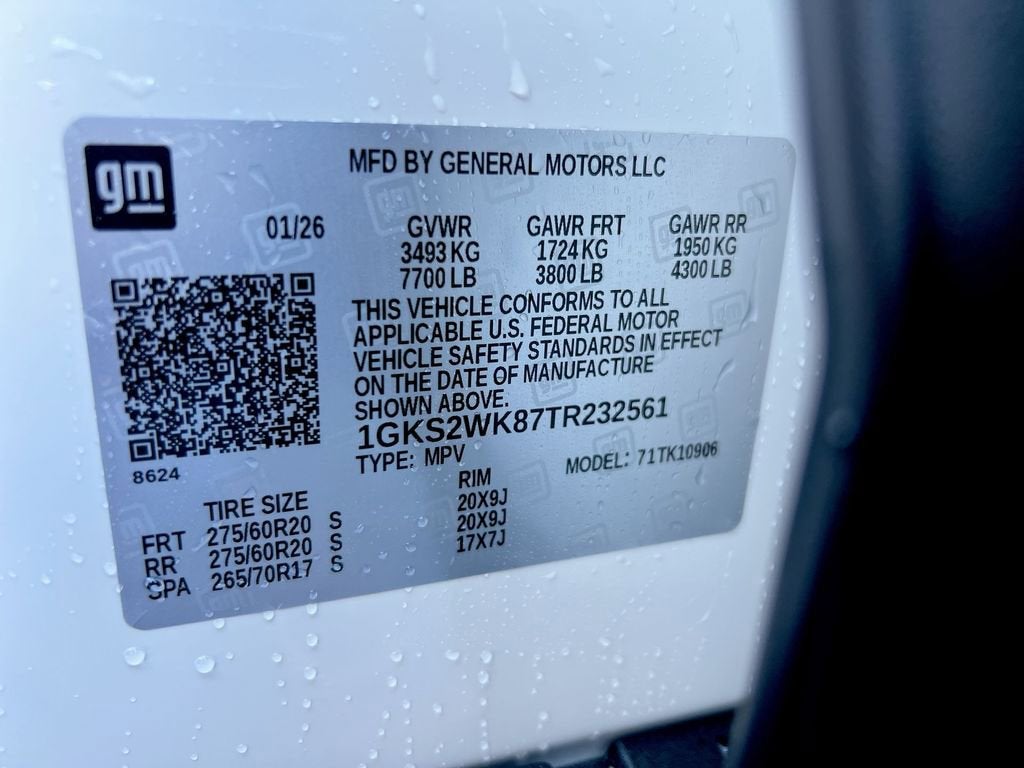 gm
MFD BY GENERAL MOTORS LLC
01/26 GVWR GAWR FRT GAWR RR
3493 KG 1724 KG 1950 KG
7700 LB 3800 LB 4300 LB
THIS VEHICLE CONFORMS TO ALL
APPLICABLE U.S. FEDERAL MOTOR
VEHICLE SAFETY STANDARDS IN EFFECT
ON THE DATE OF MANUFACTURE
SHOWN ABOVE.
1GKS2WK87TR232561
TYPE: MPV MODEL: 71TK10906
8624
TIRE SIZE RIM
FRT 275/60R20 S 20X9J
RR 275/60R20 S 20X9J
SPA 265/70R17 S 17X7J